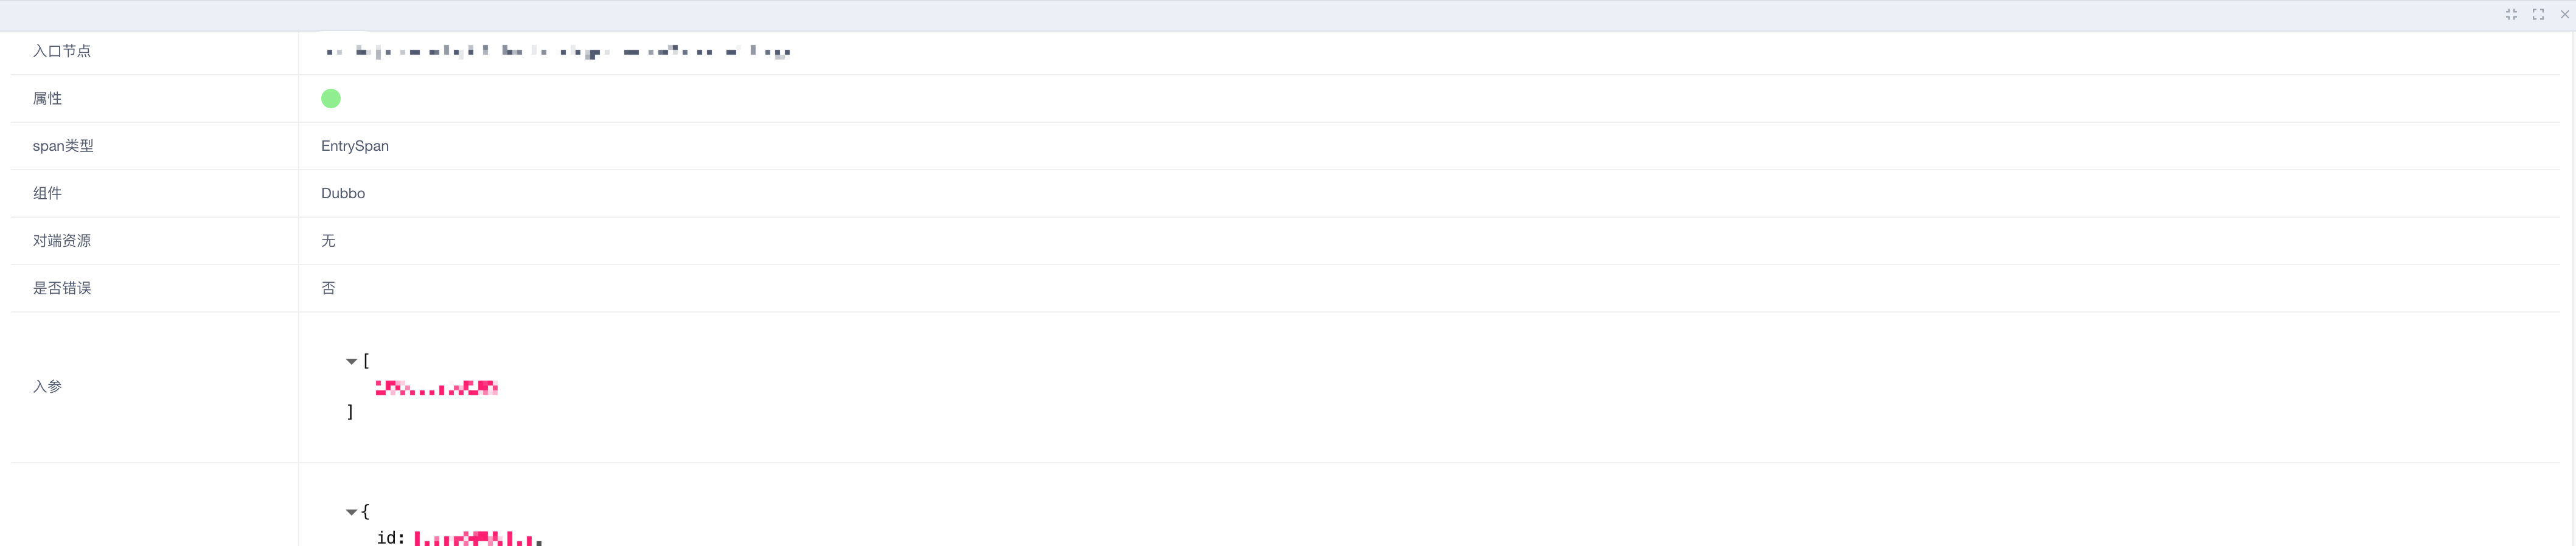 入口节点
属性
span类型 EntrySpan
组件 Dubbo
对端资源 无
是否错误 否
入参
[
]
{
id: